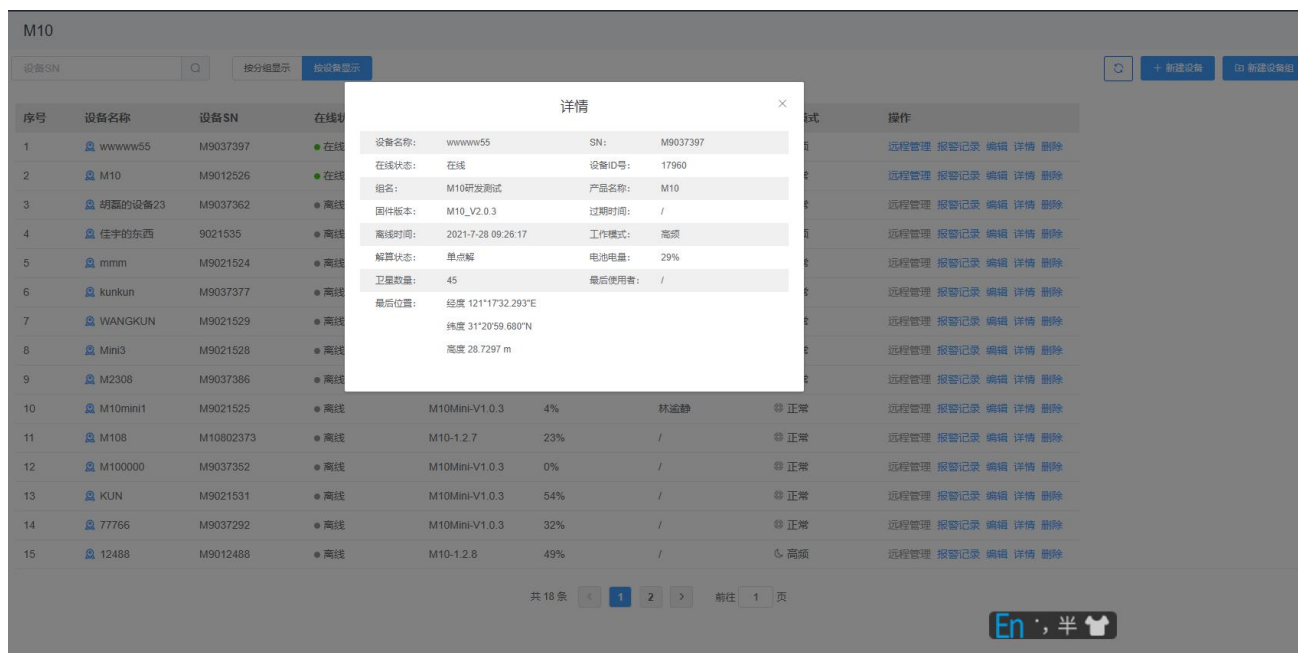 M10
设备SN 按分组显示 按设备显示 + 新建设备 新建设备组
序号 设备名称 设备SN 在线状 式 操作
详情
设备名称: wwwww55 SN: M9037397
在线状态: 在线 设备ID号: 17960
组名: M10研发测试 产品名称: M10
固件版本: M10_V2.0.3 过期时间: /
离线时间: 2021-7-28 09:26:17 工作模式: 高频
解算状态: 单点解 电池电量: 29%
卫星数量: 45 最后使用者: /
最后位置: 经度 121°17'32.293"E
纬度 31°20'59.680"N
高度 28.7297 m
1 wwwww55 M9037397 在线 远程管理 报警记录 编辑 详情 删除
2 M10 M9012526 在线 远程管理 报警记录 编辑 详情 删除
3 胡磊的设备23 M9037362 离线 远程管理 报警记录 编辑 详情 删除
4 佳宇的东西 9021535 离线 远程管理 报警记录 编辑 详情 删除
5 mmm M9021524 离线 远程管理 报警记录 编辑 详情 删除
6 kunkun M9037377 离线 远程管理 报警记录 编辑 详情 删除
7 WANGKUN M9021529 离线 远程管理 报警记录 编辑 详情 删除
8 Mini3 M9021528 离线 远程管理 报警记录 编辑 详情 删除
9 M2308 M9037386 离线 远程管理 报警记录 编辑 详情 删除
10 M10mini1 M9021525 离线 M10Mini-V1.0.3 4% 林逾静 正常 远程管理 报警记录 编辑 详情 删除
11 M108 M10802373 离线 M10-1.2.7 23% / 正常 远程管理 报警记录 编辑 详情 删除
12 M100000 M9037352 离线 M10Mini-V1.0.3 0% / 正常 远程管理 报警记录 编辑 详情 删除
13 KUN M9021531 离线 M10Mini-V1.0.3 54% / 正常 远程管理 报警记录 编辑 详情 删除
14 77766 M9037292 离线 M10Mini-V1.0.3 32% / 正常 远程管理 报警记录 编辑 详情 删除
15 12488 M9012488 离线 M10-1.2.8 49% / 高频 远程管理 报警记录 编辑 详情 删除
共 18 条 < 1 2 > 前往 1 页
En ·, 半